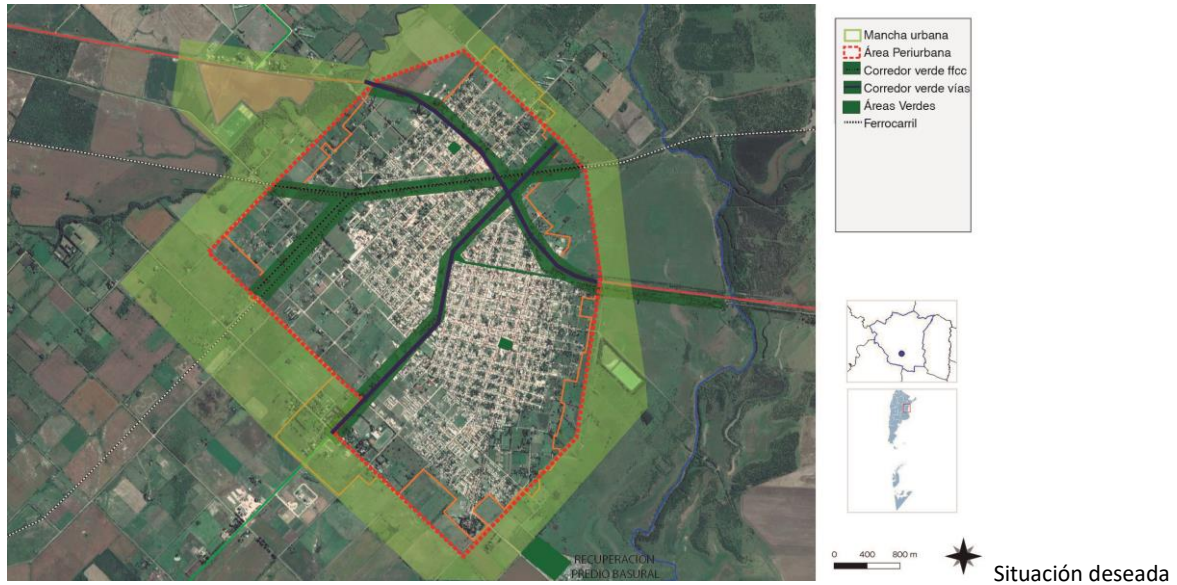 Mancha urbana
Área Periurbana
Corredor verde ffcc
Corredor verde vías
Áreas Verdes
Ferrocarril
RECUPERACIÓN
PREDIO BASURAL
0 400 800 m
Situación deseada